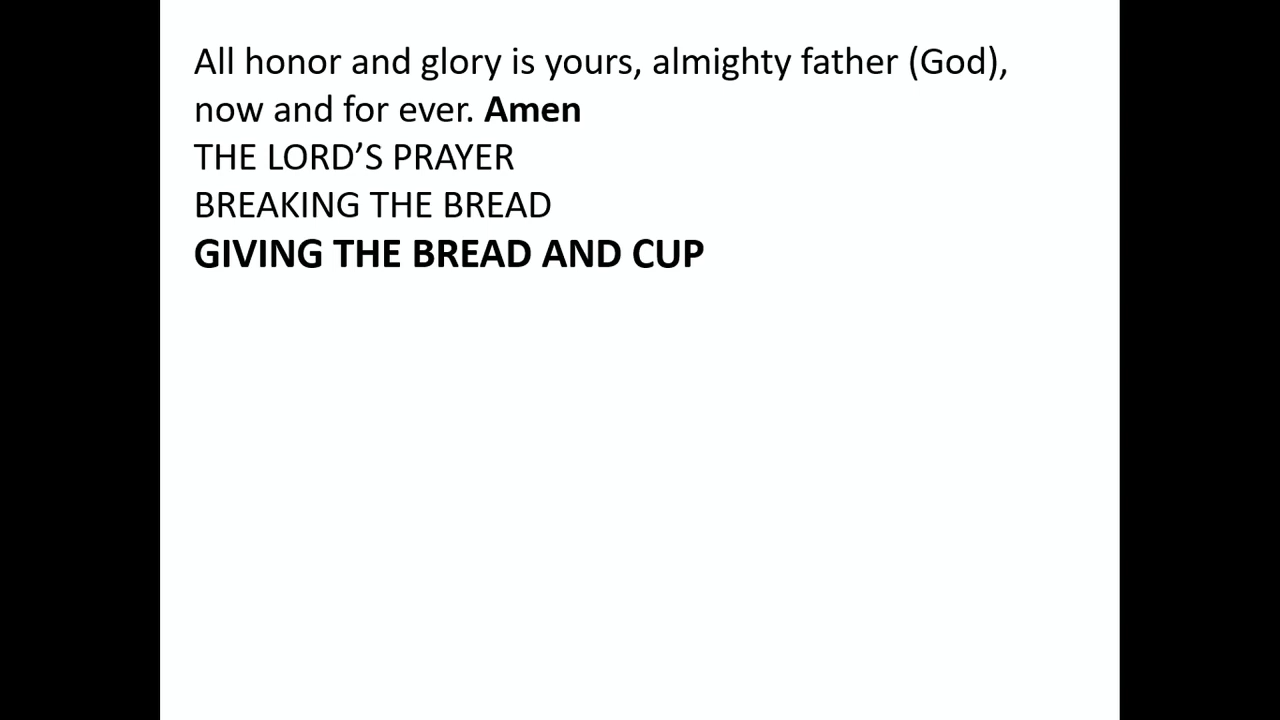 All honor and glory is yours, almighty father (God),
now and for ever. Amen
THE LORD’S PRAYER
BREAKING THE BREAD
GIVING THE BREAD AND CUP